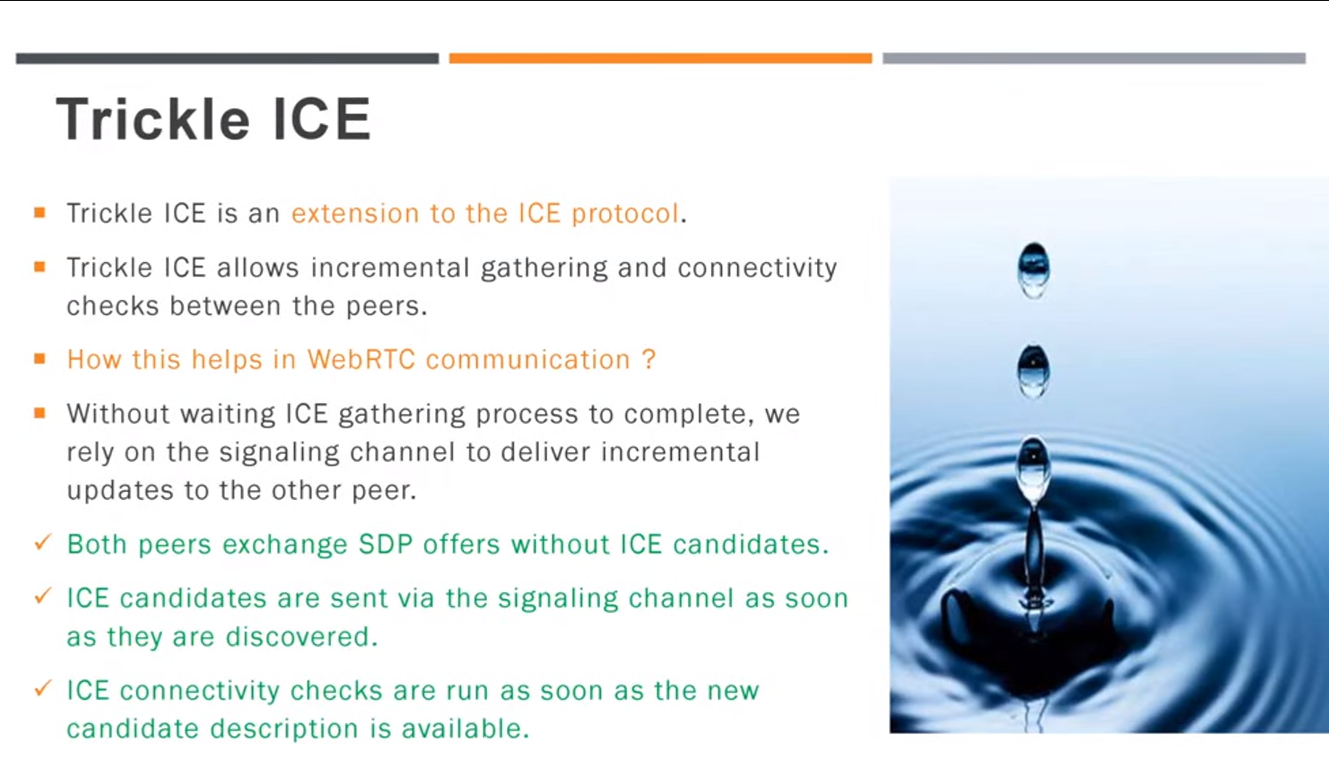 Trickle ICE
Trickle ICE is an extension to the ICE protocol.
Trickle ICE allows incremental gathering and connectivity
checks between the peers.
How this helps in WebRTC communication ?
Without waiting ICE gathering process to complete, we
rely on the signaling channel to deliver incremental
updates to the other peer.
Both peers exchange SDP offers without ICE candidates.
ICE candidates are sent via the signaling channel as soon
as they are discovered.
ICE connectivity checks are run as soon as the new
candidate description is available.